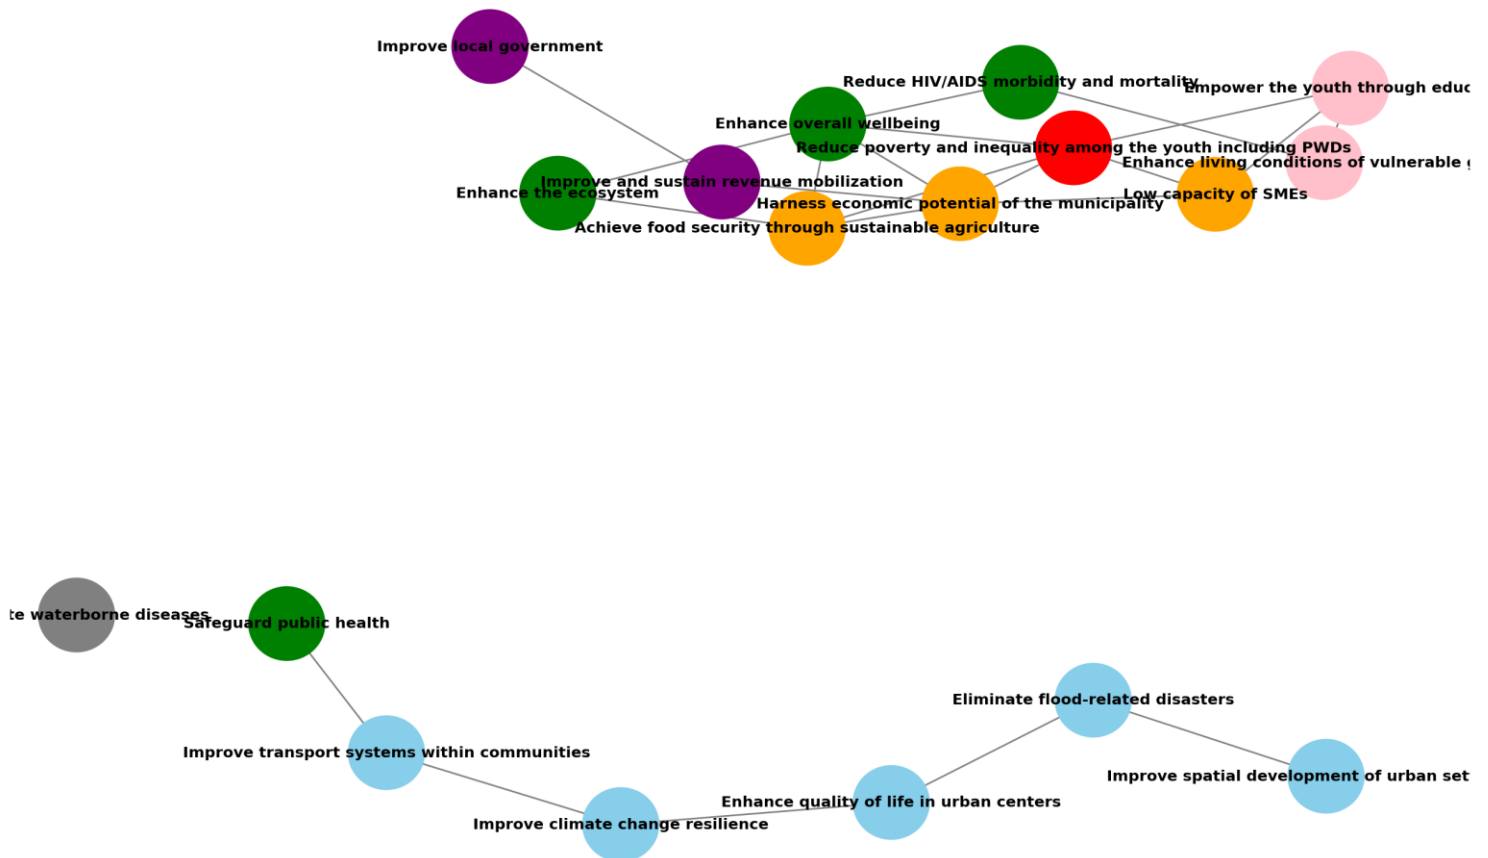 Improve local government
Reduce HIV/AIDS morbidity and mortality
Empower the youth through educ
Enhance overall wellbeing
Reduce poverty and inequality among the youth including PWDs
Enhance living conditions of vulnerable
Improve and sustain revenue mobilization
Enhance the ecosystem
Low capacity of SMEs
Harness economic potential of the municipality
Achieve food security through sustainable agriculture
te waterborne diseases
Safeguard public health
Eliminate flood-related disasters
Improve transport systems within communities
Improve spatial development of urban set
Enhance quality of life in urban centers
Improve climate change resilience